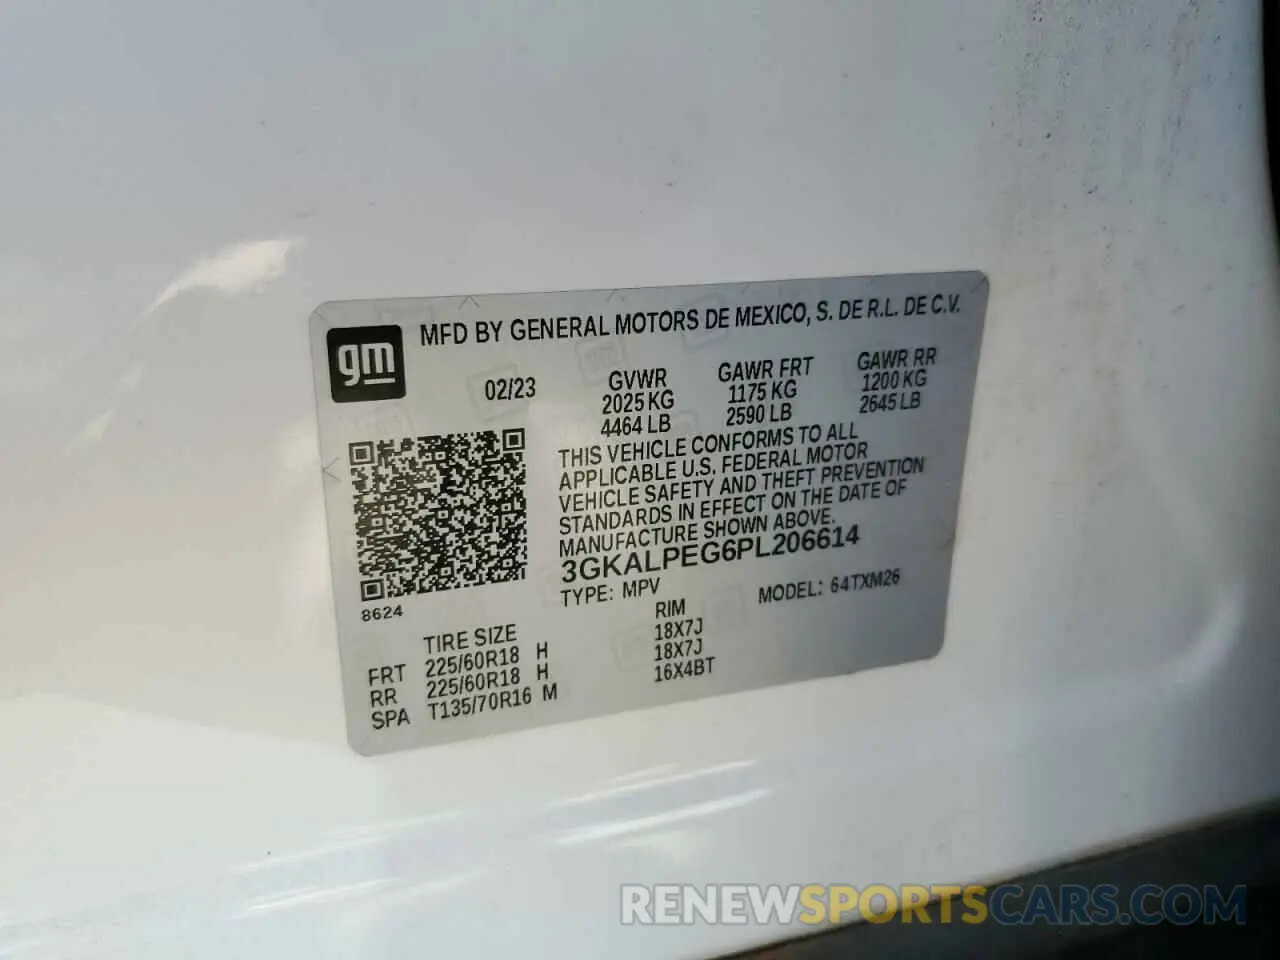 gm
MFD BY GENERAL MOTORS DE MEXICO, S. DE R.L. DE C.V.
02/23
GVWR GAWR FRT GAWR RR
2025 KG 1175 KG 1200 KG
4464 LB 2590 LB 2645 LB
THIS VEHICLE CONFORMS TO ALL
APPLICABLE U.S. FEDERAL MOTOR
VEHICLE SAFETY AND THEFT PREVENTION
STANDARDS IN EFFECT ON THE DATE OF
MANUFACTURE SHOWN ABOVE.
3GKALPEG6PL206614
TYPE: MPV MODEL: 64TXM26
8624
TIRE SIZE RIM
FRT 225/60R18 H 18X7J
RR 225/60R18 H 18X7J
SPA T135/70R16 M 16X4BT
RENEWSPORTSCARS.COM